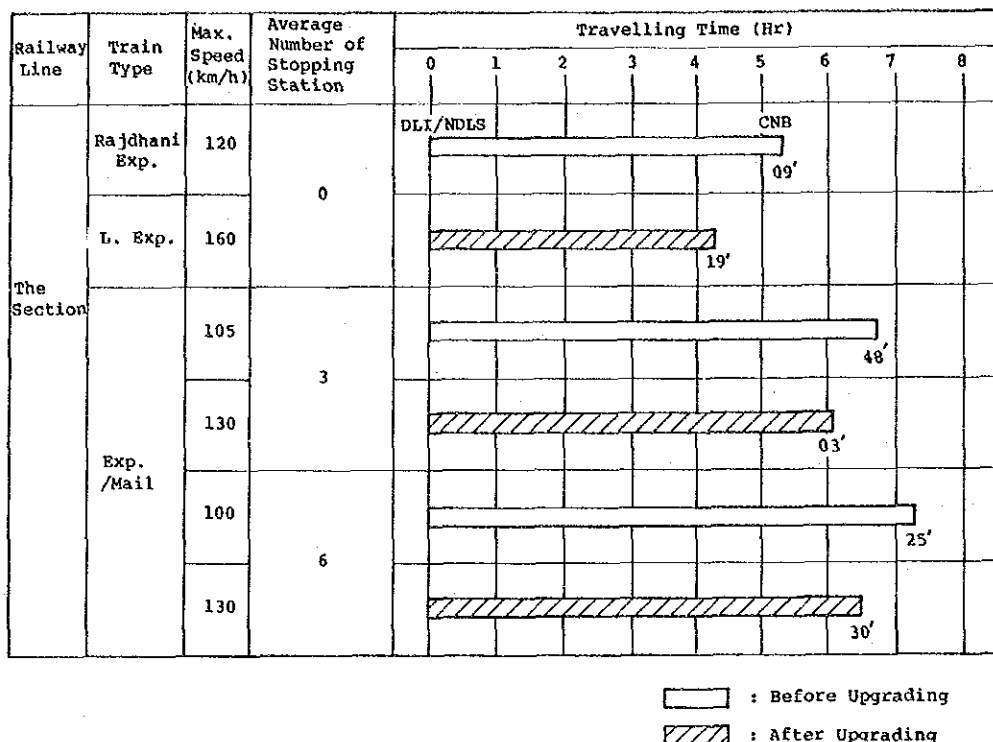 Railway Line
Train Type
Max. Speed (km/h)
Average Number of Stopping Station
Travelling Time (Hr)
0 1 2 3 4 5 6 7 8
The Section
Rajdhani Exp.
120
0
DLI/NDLS
CNB
09'
L. Exp.
160
19'
Exp. /Mail
105
3
48'
130
03'
100
6
25'
130
30'
: Before Upgrading
: After Upgrading